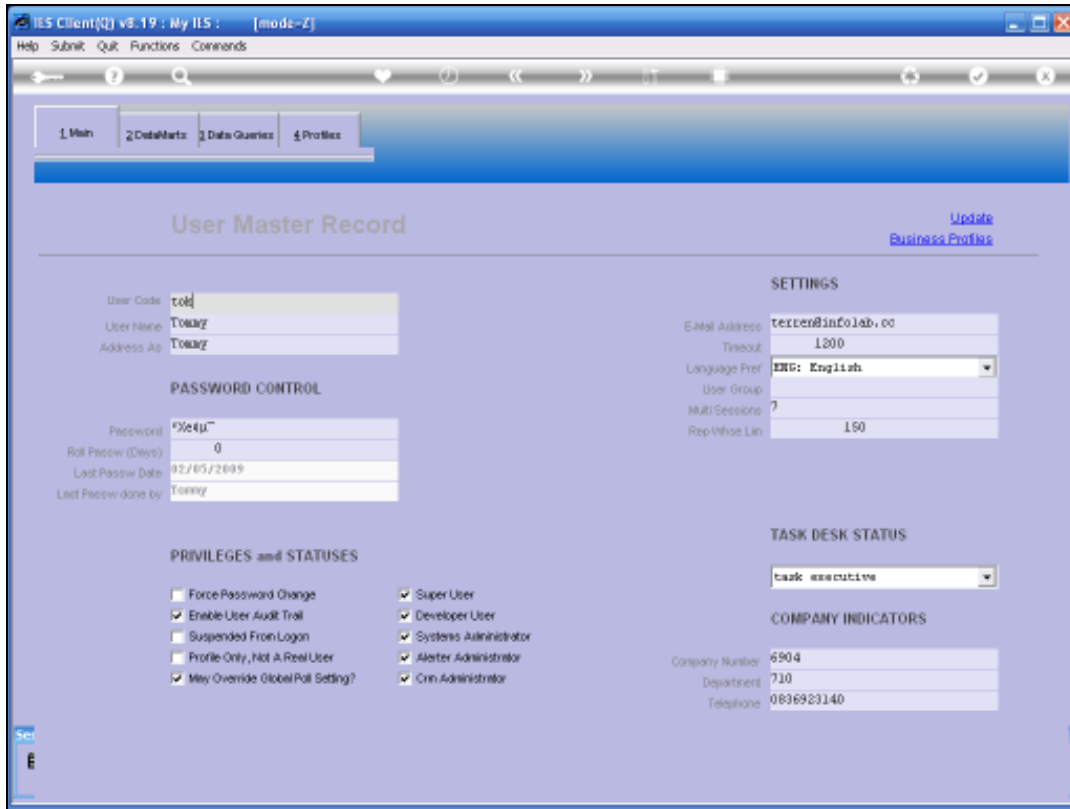 IES Client(Q) v8.19 : My IES :    [mode-Z]
Help Submit Quit Functions Commands
1 Main 2 DataMarts 3 Data Queries 4 Profiles
User Master Record
Update
Business Profiles
User Code tok
User Name Tommy
Address As Tommy
PASSWORD CONTROL
Password
Roll Passw (Days) 0
Last Passw Date 02/05/2009
Last Passw done by Tommy
PRIVILEGES and STATUSES
Force Password Change
Enable User Audit Trail
Suspended From Logon
Profile Only, Not A Real User
May Override Global Poll Setting?
Super User
Developer User
Systems Administrator
Alerter Administrator
Crm Administrator
SETTINGS
E-Mail Address terren@infolab.cc
Timeout 1200
Language Pref ENG: English
User Group
Multi Sessions 7
Rep Whse Lim 150
TASK DESK STATUS
task executive
COMPANY INDICATORS
Company Number 6904
Department 710
Telephone 0836923140